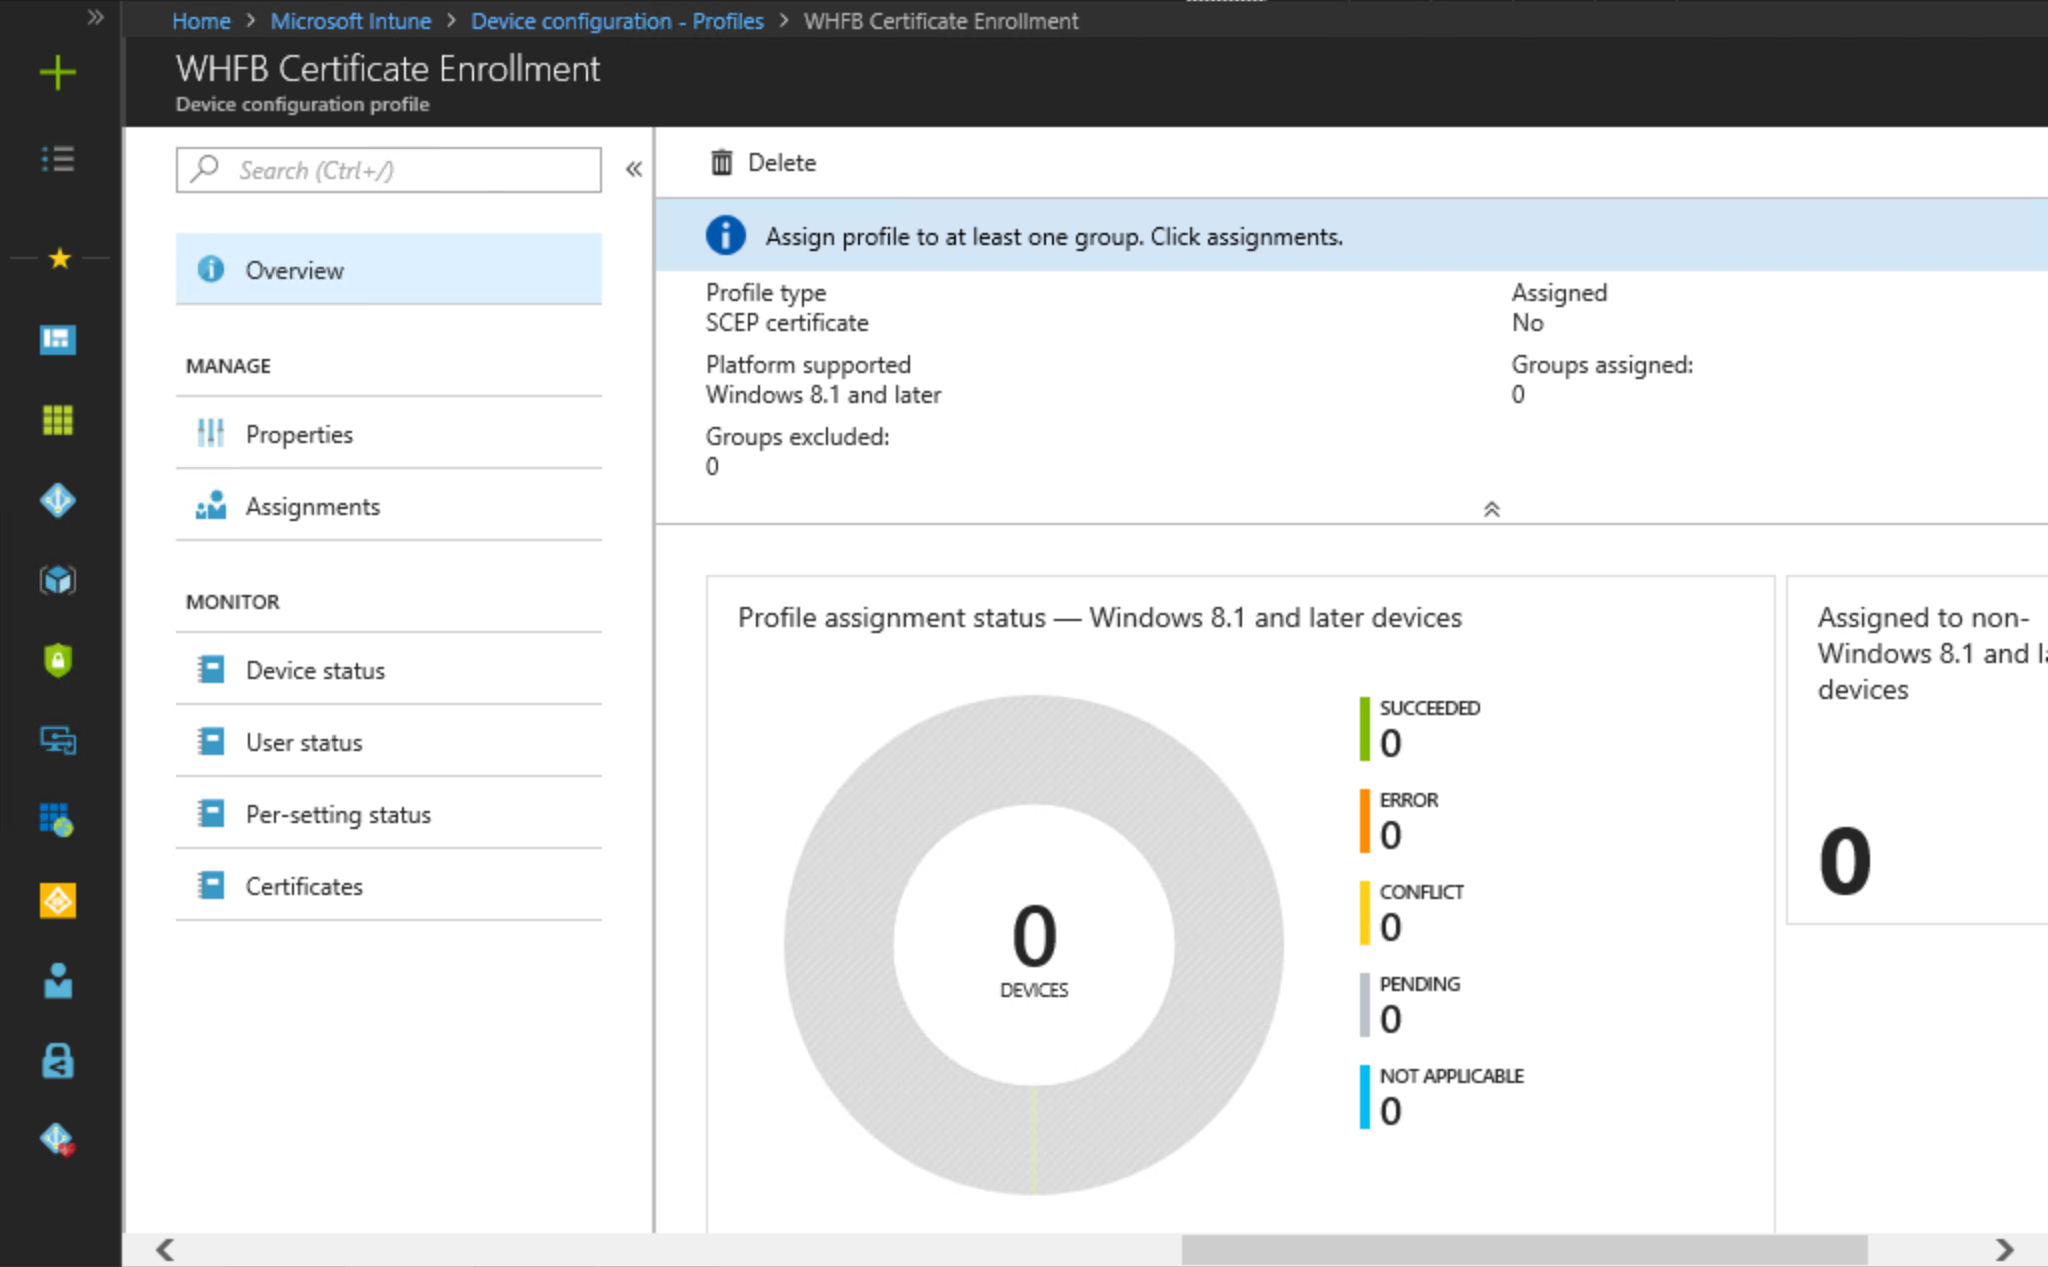 Home > Microsoft Intune > Device configuration - Profiles > WHFB Certificate Enrollment
WHFB Certificate Enrollment
Device configuration profile
Search (Ctrl+/)
Overview
MANAGE
Properties
Assignments
MONITOR
Device status
User status
Per-setting status
Certificates
Delete
Assign profile to at least one group. Click assignments.
Profile type
SCEP certificate
Platform supported
Windows 8.1 and later
Groups excluded:
0
Assigned
No
Groups assigned:
0
Profile assignment status — Windows 8.1 and later devices
0
DEVICES
SUCCEEDED
0
ERROR
0
CONFLICT
0
PENDING
0
NOT APPLICABLE
0
Assigned to non-
Windows 8.1 and
devices
0